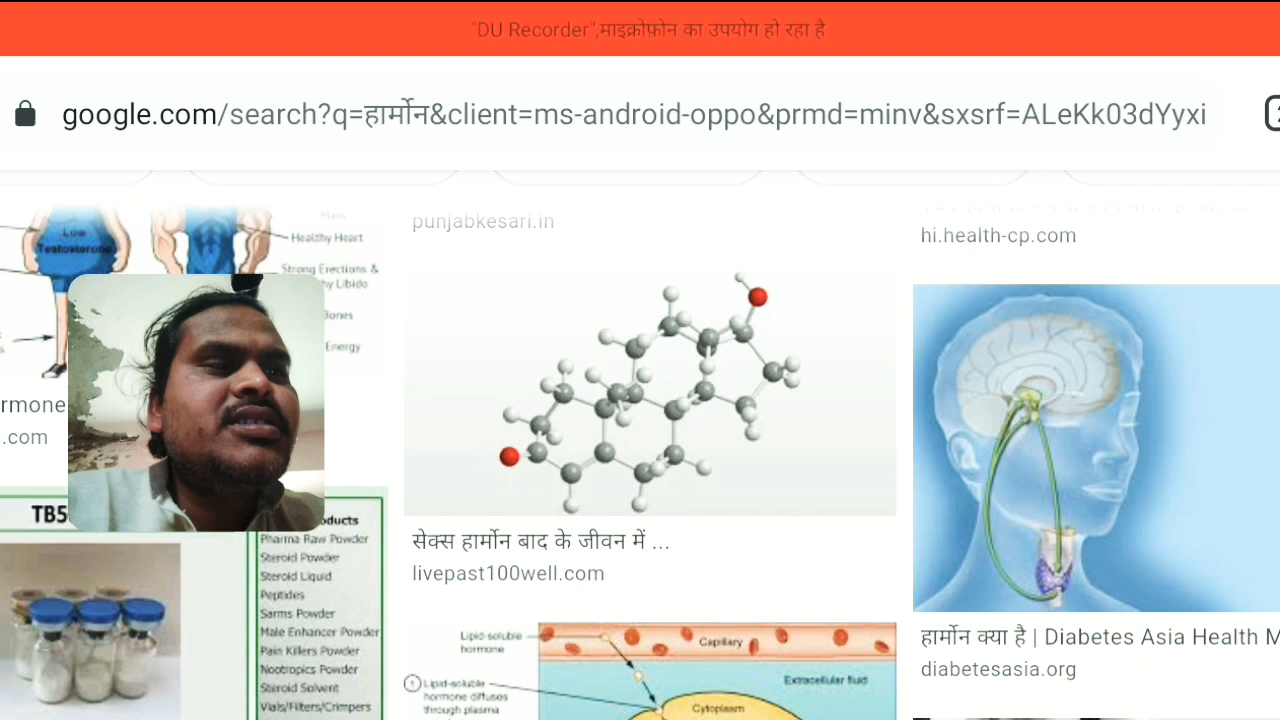 "DU Recorder",माइक्रोफ़ोन का उपयोग हो रहा है
google.com/search?q=हार्मोन&client=ms-android-oppo&prmd=minv&sxsrf=ALeKk03dYyxi
Low
Testosterone
Mass
Healthy Heart
Strong Erections &
hy Libido
Bones
Energy
rmone
.com
punjabkesari.in
hi.health-cp.com
सेक्स हार्मोन बाद के जीवन में ...
livepast100well.com
TB5
oducts
Pharma Raw Powder
Steroid Powder
Steroid Liquid
Peptides
Sarms Powder
Male Enhancer Powder
Pain Killers Powder
Nootropics Powder
Steroid Solvent
Vials/Filters/Crimpers
Lipid-soluble
hormone
Capillary
1 Lipid-soluble
hormone diffuses
through plasma
Extracellular fluid
Cytoplasm
हार्मोन क्या है | Diabetes Asia Health M
diabetesasia.org